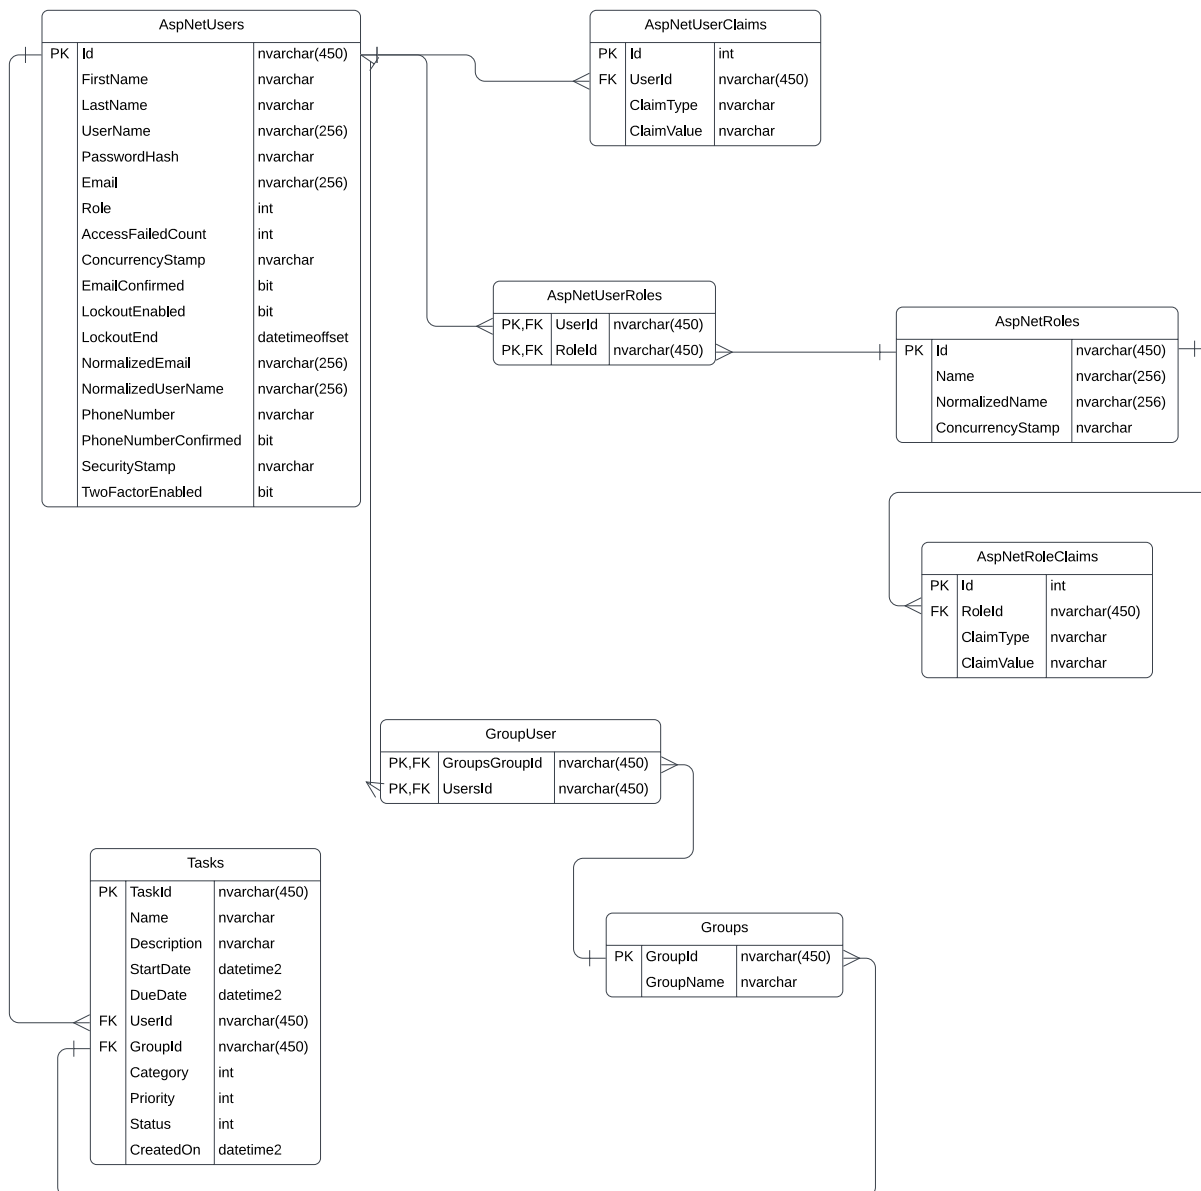 AspNetUsers
PK Id nvarchar(450)
FirstName nvarchar
LastName nvarchar
UserName nvarchar(256)
PasswordHash nvarchar
Email nvarchar(256)
Role int
AccessFailedCount int
ConcurrencyStamp nvarchar
EmailConfirmed bit
LockoutEnabled bit
LockoutEnd datetimeoffset
NormalizedEmail nvarchar(256)
NormalizedUserName nvarchar(256)
PhoneNumber nvarchar
PhoneNumberConfirmed bit
SecurityStamp nvarchar
TwoFactorEnabled bit
AspNetUserClaims
PK Id int
FK UserId nvarchar(450)
ClaimType nvarchar
ClaimValue nvarchar
AspNetUserRoles
PK,FK UserId nvarchar(450)
PK,FK RoleId nvarchar(450)
AspNetRoles
PK Id nvarchar(450)
Name nvarchar(256)
NormalizedName nvarchar(256)
ConcurrencyStamp nvarchar
AspNetRoleClaims
PK Id int
FK RoleId nvarchar(450)
ClaimType nvarchar
ClaimValue nvarchar
GroupUser
PK,FK GroupsGroupId nvarchar(450)
PK,FK UsersId nvarchar(450)
Tasks
PK TaskId nvarchar(450)
Name nvarchar
Description nvarchar
StartDate datetime2
DueDate datetime2
FK UserId nvarchar(450)
FK GroupId nvarchar(450)
Category int
Priority int
Status int
CreatedOn datetime2
Groups
PK GroupId nvarchar(450)
GroupName nvarchar